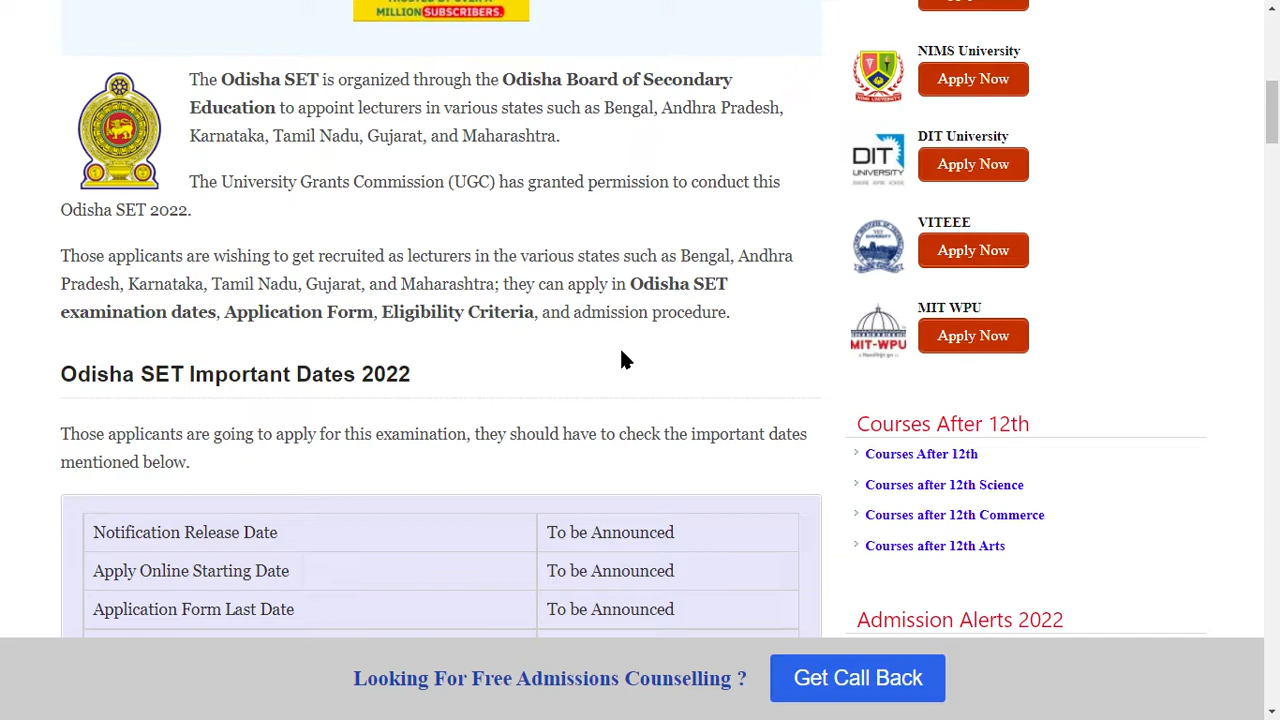 MILLION SUBSCRIBERS.
The Odisha SET is organized through the Odisha Board of Secondary
Education to appoint lecturers in various states such as Bengal, Andhra Pradesh,
Karnataka, Tamil Nadu, Gujarat, and Maharashtra.
The University Grants Commission (UGC) has granted permission to conduct this
Odisha SET 2022.
Those applicants are wishing to get recruited as lecturers in the various states such as Bengal, Andhra
Pradesh, Karnataka, Tamil Nadu, Gujarat, and Maharashtra; they can apply in Odisha SET
examination dates, Application Form, Eligibility Criteria, and admission procedure.
Odisha SET Important Dates 2022
Those applicants are going to apply for this examination, they should have to check the important dates
mentioned below.
Notification Release Date To be Announced
Apply Online Starting Date To be Announced
Application Form Last Date To be Announced
NIMS University
Apply Now
DIT University
DIT
UNIVERSITY
Apply Now
VITEEE
Apply Now
MIT WPU
MIT-WPU
Apply Now
Courses After 12th
Courses After 12th
Courses after 12th Science
Courses after 12th Commerce
Courses after 12th Arts
Admission Alerts 2022
Looking For Free Admissions Counselling ? Get Call Back